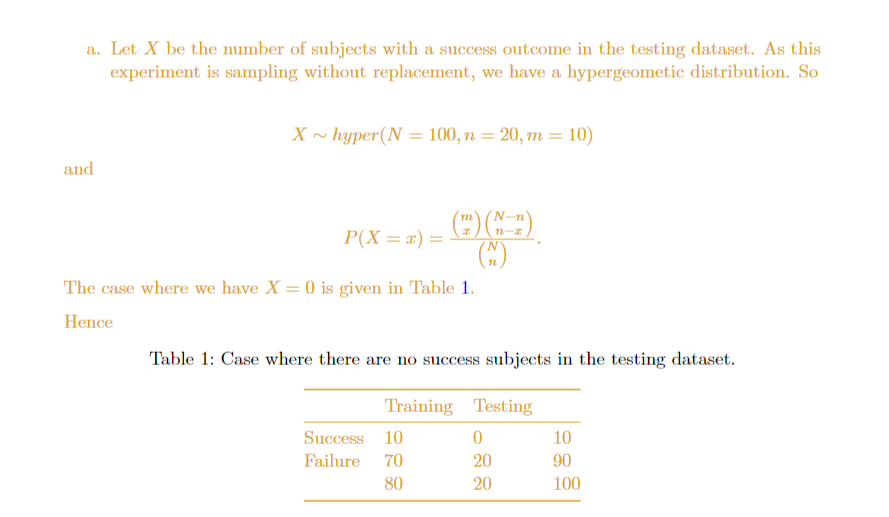 a. Let X be the number of subjects with a success outcome in the testing dataset. As this
experiment is sampling without replacement, we have a hypergeometic distribution. So
X ∼ hyper(N = 100, n = 20, m = 10)
and
P(X = x) = \frac{\binom{m}{x}\binom{N-n}{n-x}}{\binom{N}{n}}.
The case where we have X = 0 is given in Table 1.
Hence
Table 1: Case where there are no success subjects in the testing dataset.
Training Testing
Success 10 0 10
Failure 70 20 90
80 20 100